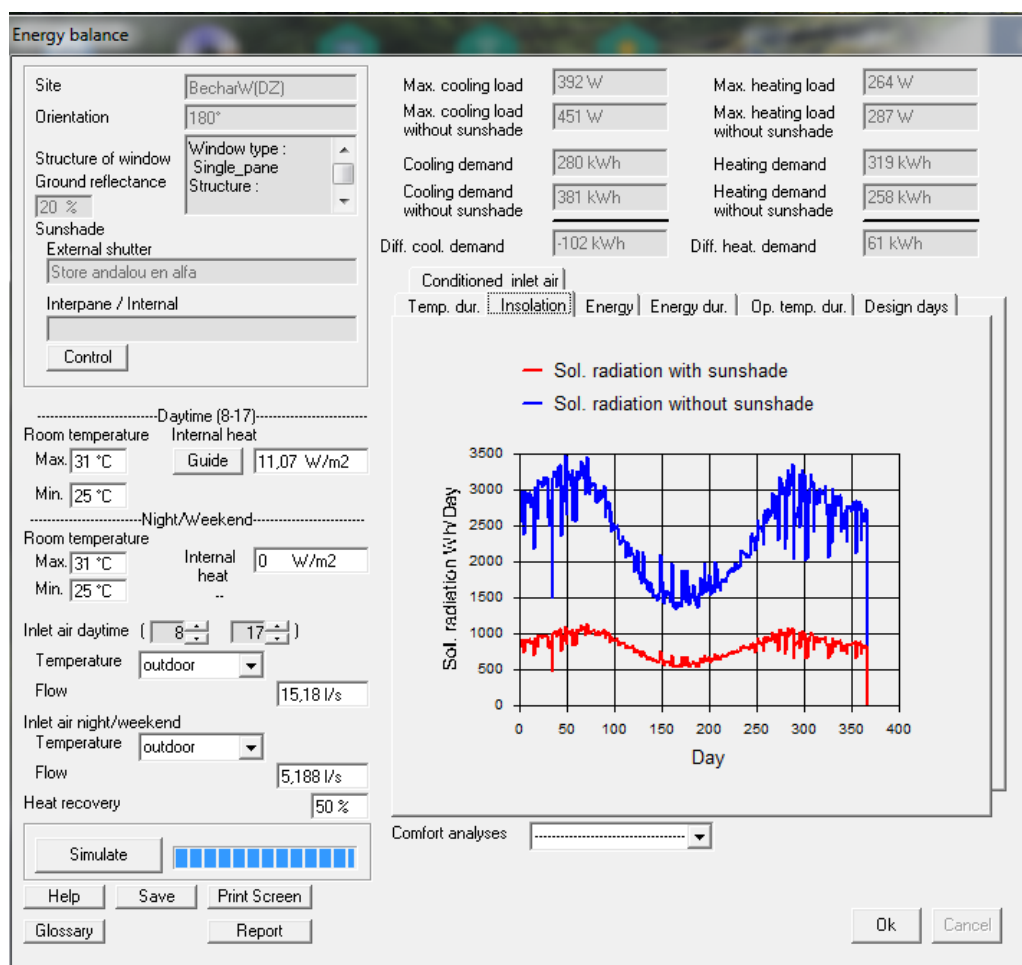 Energy balance
Site BecharW(DZ)
Orientation 180°
Structure of window
Window type :
Single_pane
Structure :
Ground reflectance
20 %
Sunshade
External shutter
Store andalou en alfa
Interpane / Internal
Control
Max. cooling load 392 W
Max. cooling load
without sunshade 451 W
Cooling demand 280 kWh
Cooling demand
without sunshade 381 kWh
Diff. cool. demand -102 kWh
Max. heating load 264 W
Max. heating load
without sunshade 287 W
Heating demand 319 kWh
Heating demand
without sunshade 258 kWh
Diff. heat. demand 61 kWh
-----------------------Daytime (8-17)---------------------
Room temperature Internal heat
Max. 31 °C Guide 11,07 W/m2
Min. 25 °C
---------------------Night/Weekend---------------------
Room temperature
Max. 31 °C
Internal
heat
--
0 W/m2
Min. 25 °C
Inlet air daytime ( 8 17 )
Temperature outdoor
Flow 15,18 l/s
Inlet air night/weekend
Temperature outdoor
Flow 5,188 l/s
Heat recovery 50 %
Simulate
Help Save Print Screen
Glossary Report
Conditioned inlet air
Temp. dur. Insolation Energy Energy dur. Op. temp. dur. Design days
Sol. radiation with sunshade
Sol. radiation without sunshade
Sol. radiation Wh/Day
3500
3000
2500
2000
1500
1000
500
0
0 50 100 150 200 250 300 350 400
Day
Comfort analyses ------------------------------
Ok Cancel